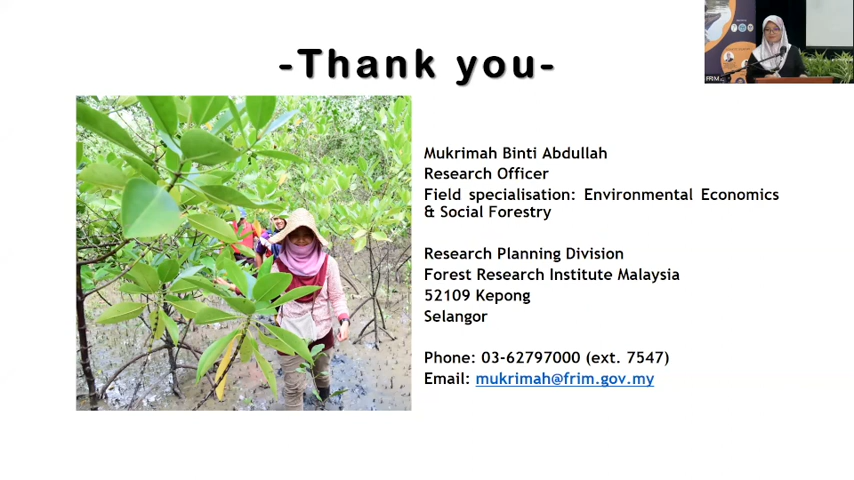 -Thank you-
Mukrimah Binti Abdullah
Research Officer
Field specialisation: Environmental Economics
& Social Forestry
Research Planning Division
Forest Research Institute Malaysia
52109 Kepong
Selangor
Phone: 03-62797000 (ext. 7547)
Email: mukrimah@frim.gov.my
FRIM